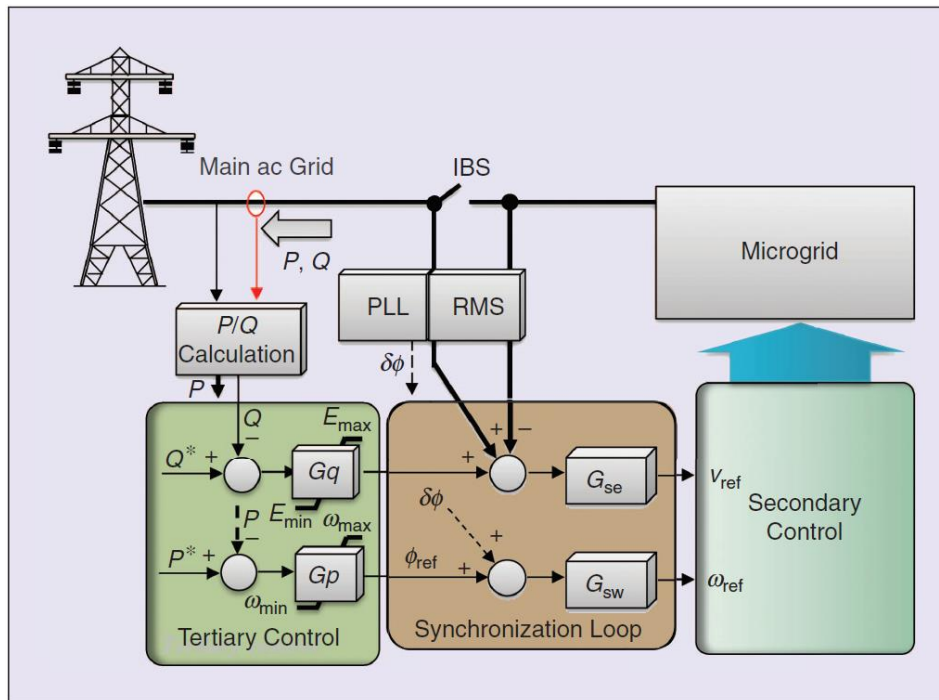 Main ac Grid
IBS
P, Q
Microgrid
PLL
RMS
P/Q
Calculation
δϕ
P
Q
−
E_max
+
−
Q* +
Gq
+
G_se
v_ref
E_min
ω_max
P
−
δϕ
+
Secondary
Control
P* +
Gp
ϕ_ref
+
G_sw
ω_ref
ω_min
Tertiary Control
Synchronization Loop